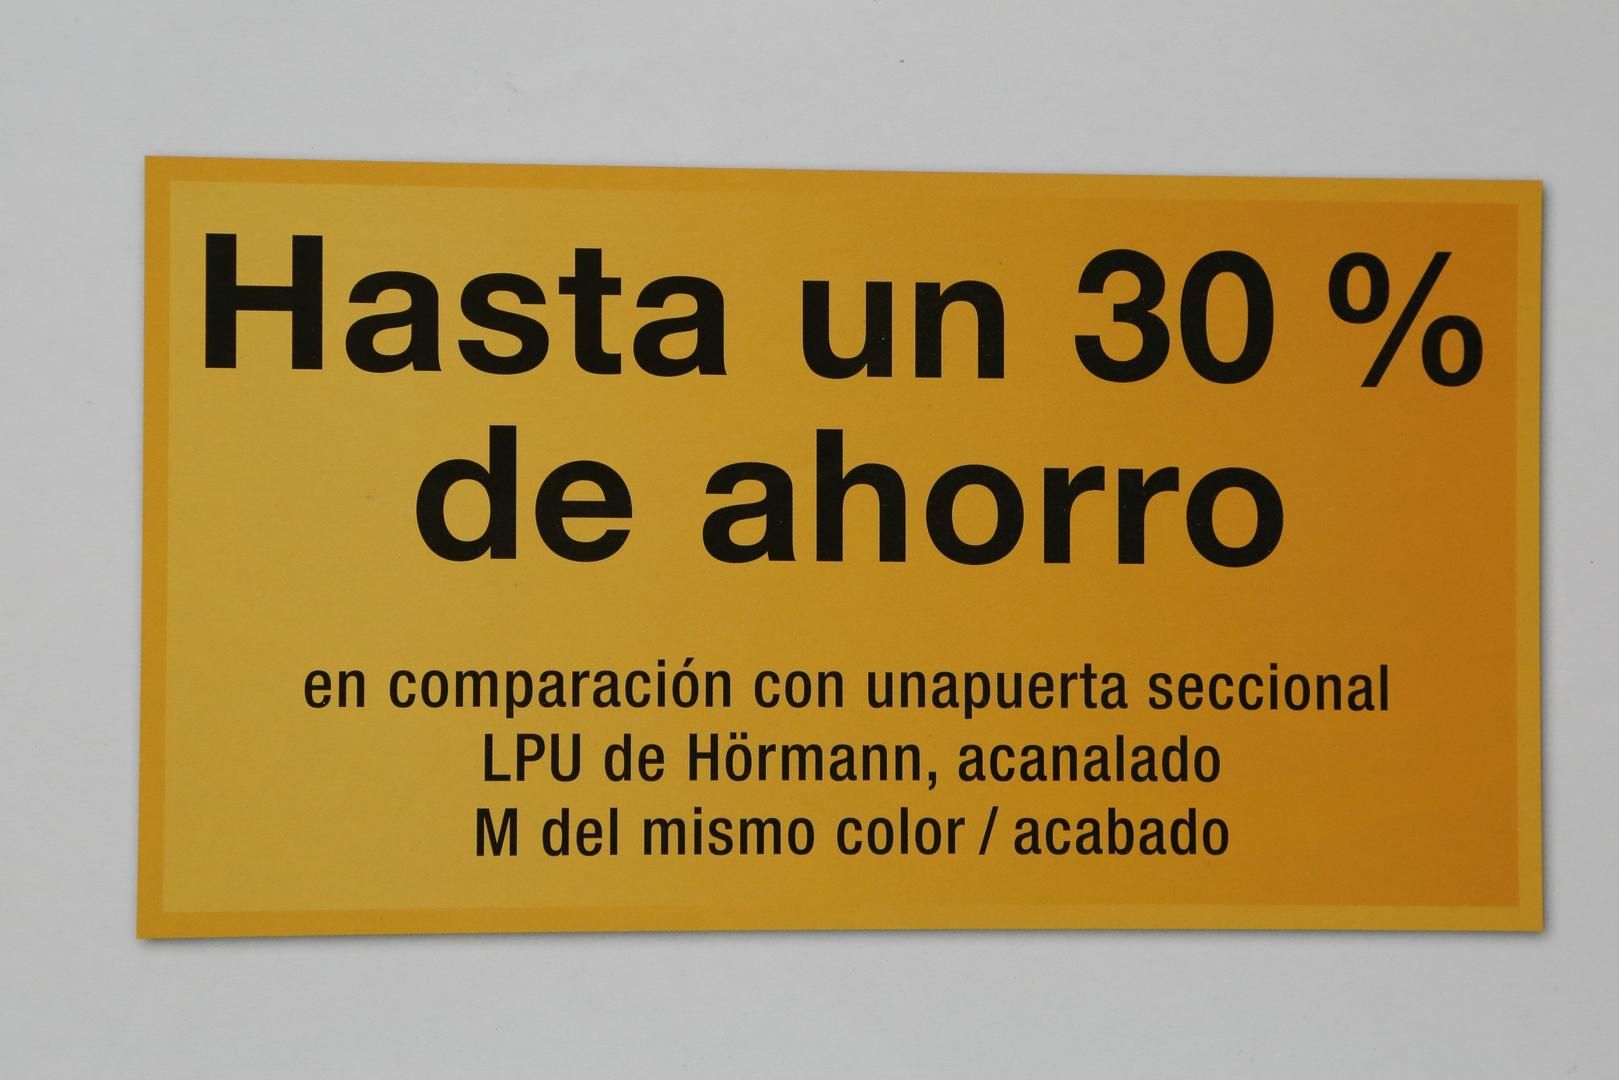 Hasta un 30 %
de ahorro
en comparación con unapuerta seccional
LPU de Hörmann, acanalado
M del mismo color / acabado